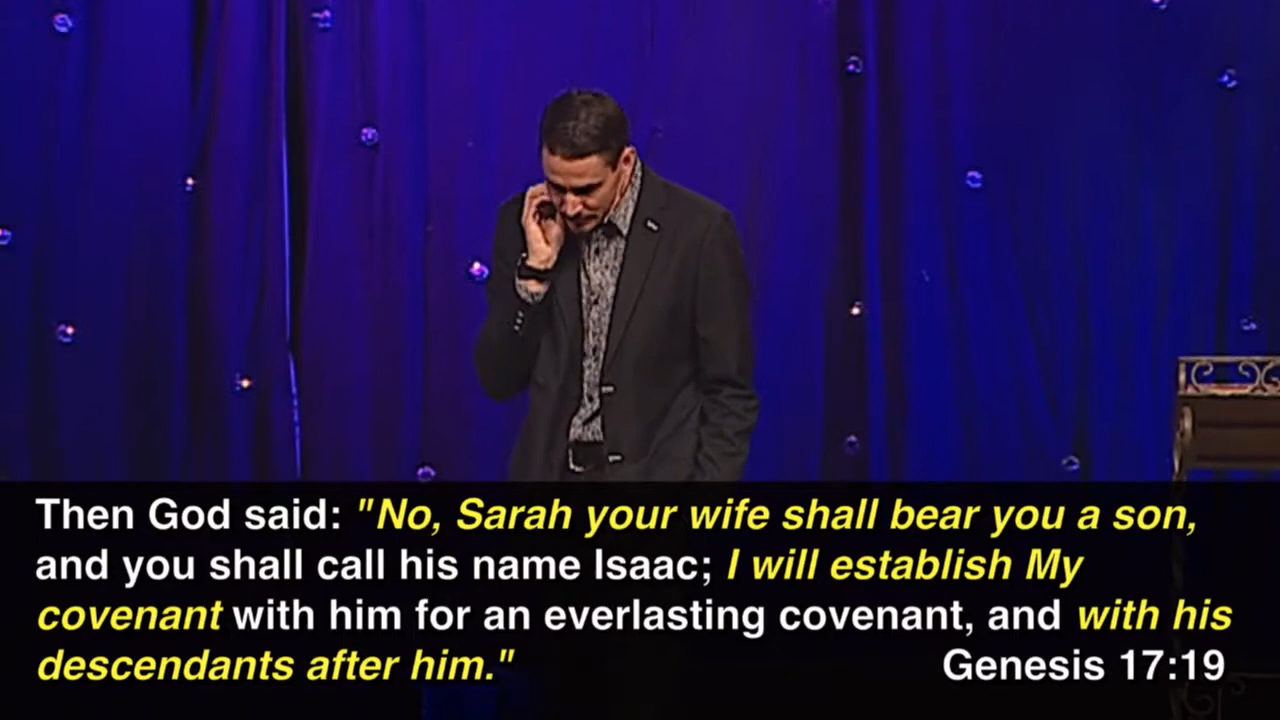 Then God said: "No, Sarah your wife shall bear you a son,
and you shall call his name Isaac; I will establish My
covenant with him for an everlasting covenant, and with his
descendants after him."
Genesis 17:19